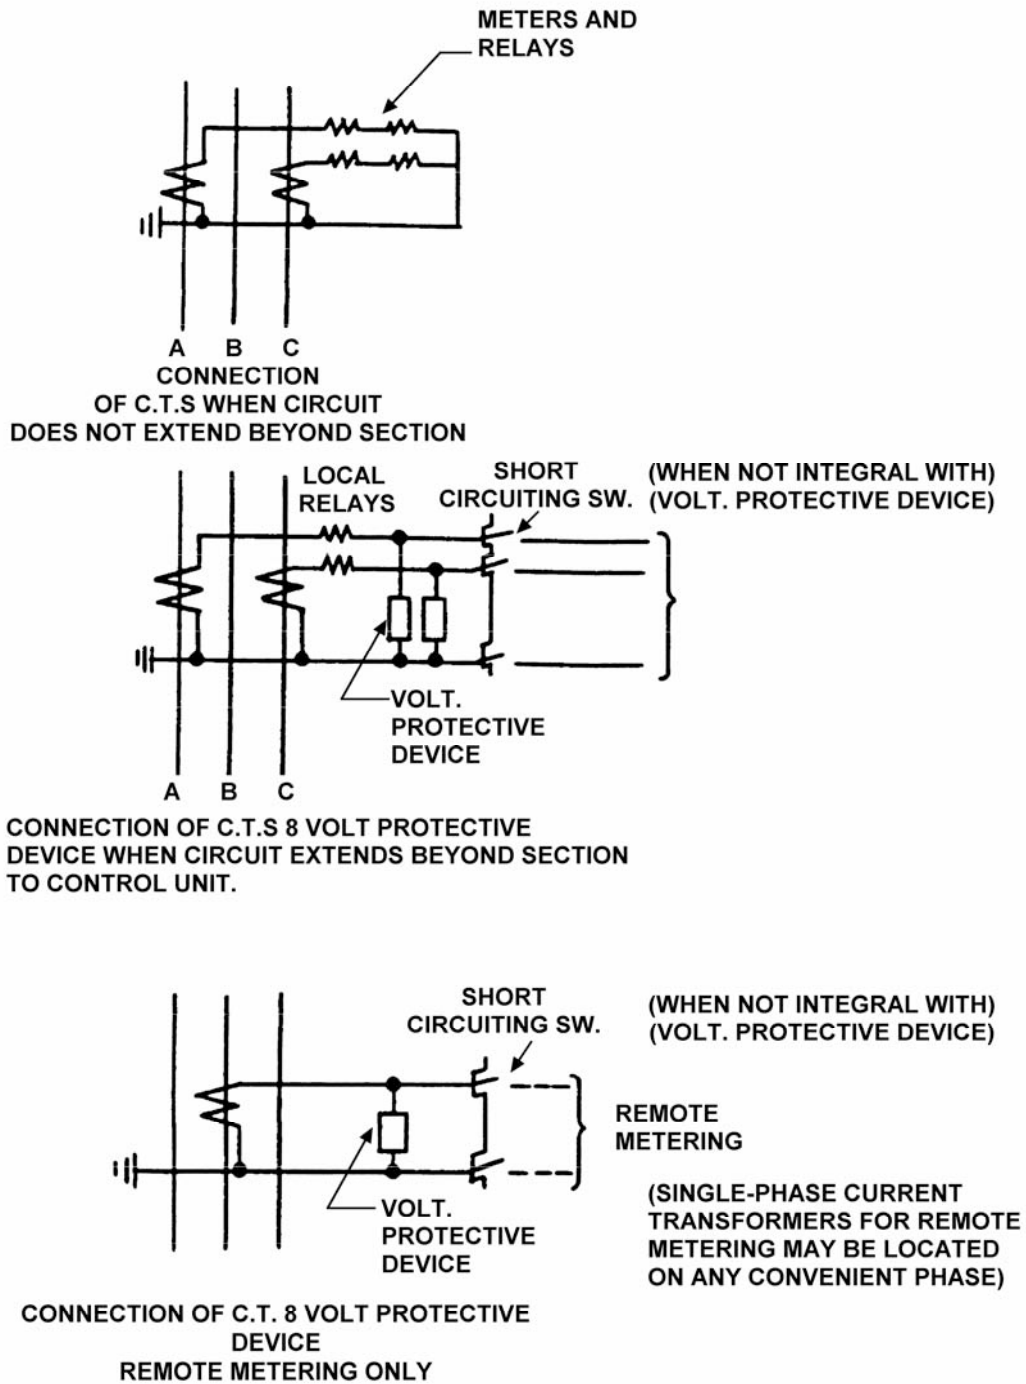 METERS AND
RELAYS
A B C
CONNECTION
OF C.T.S WHEN CIRCUIT
DOES NOT EXTEND BEYOND SECTION
LOCAL
RELAYS
SHORT
CIRCUITING SW.
(WHEN NOT INTEGRAL WITH)
(VOLT. PROTECTIVE DEVICE)
VOLT.
PROTECTIVE
DEVICE
A B C
CONNECTION OF C.T.S 8 VOLT PROTECTIVE
DEVICE WHEN CIRCUIT EXTENDS BEYOND SECTION
TO CONTROL UNIT.
SHORT
CIRCUITING SW.
(WHEN NOT INTEGRAL WITH)
(VOLT. PROTECTIVE DEVICE)
REMOTE
METERING
(SINGLE-PHASE CURRENT
TRANSFORMERS FOR REMOTE
METERING MAY BE LOCATED
ON ANY CONVENIENT PHASE)
VOLT.
PROTECTIVE
DEVICE
CONNECTION OF C.T. 8 VOLT PROTECTIVE
DEVICE
REMOTE METERING ONLY